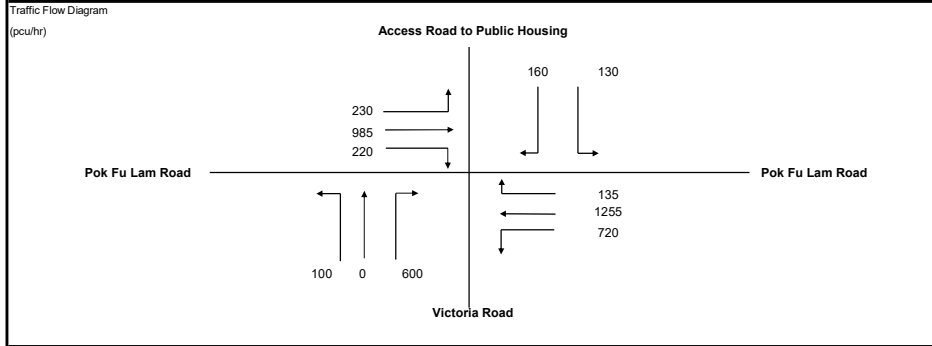 Traffic Flow Diagram
(pcu/hr)
Access Road to Public Housing
160 130
230
985
220
Pok Fu Lam Road Pok Fu Lam Road
135
1255
720
100 0 600
Victoria Road